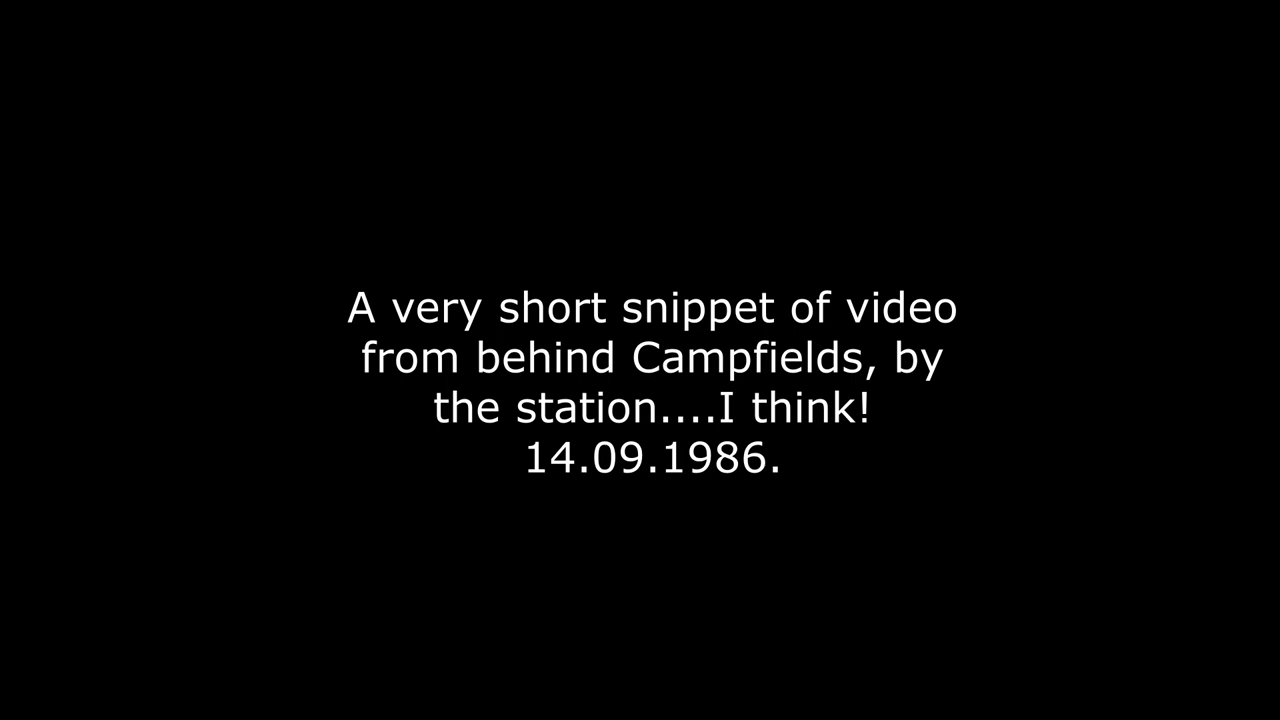 A very short snippet of video
from behind Campfields, by
the station....I think!
14.09.1986.